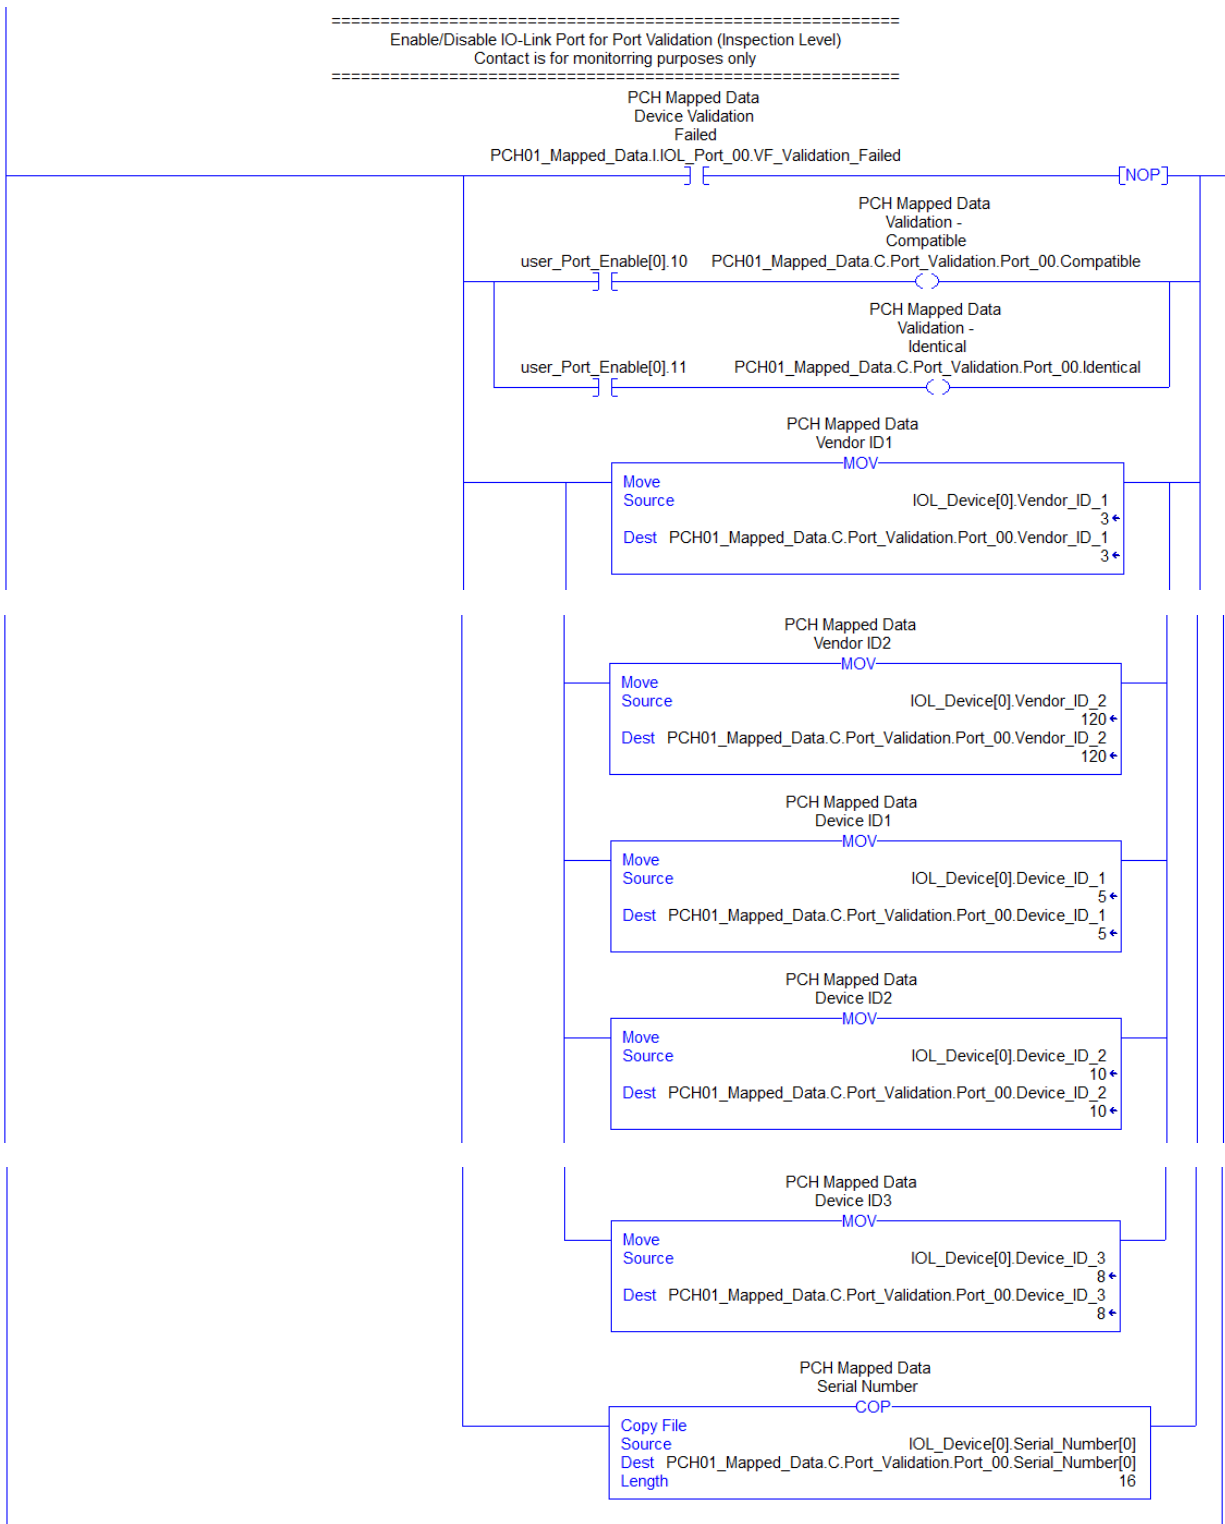 ==========================================================
Enable/Disable IO-Link Port for Port Validation (Inspection Level)
Contact is for monitorring purposes only
==========================================================
PCH Mapped Data
Device Validation
Failed
PCH01_Mapped_Data.I.IOL_Port_00.VF_Validation_Failed
NOP
PCH Mapped Data
Validation -
Compatible
user_Port_Enable[0].10 PCH01_Mapped_Data.C.Port_Validation.Port_00.Compatible
PCH Mapped Data
Validation -
Identical
user_Port_Enable[0].11 PCH01_Mapped_Data.C.Port_Validation.Port_00.Identical
PCH Mapped Data
Vendor ID1
MOV
Move
Source IOL_Device[0].Vendor_ID_1
3
Dest PCH01_Mapped_Data.C.Port_Validation.Port_00.Vendor_ID_1
3
PCH Mapped Data
Vendor ID2
MOV
Move
Source IOL_Device[0].Vendor_ID_2
120
Dest PCH01_Mapped_Data.C.Port_Validation.Port_00.Vendor_ID_2
120
PCH Mapped Data
Device ID1
MOV
Move
Source IOL_Device[0].Device_ID_1
5
Dest PCH01_Mapped_Data.C.Port_Validation.Port_00.Device_ID_1
5
PCH Mapped Data
Device ID2
MOV
Move
Source IOL_Device[0].Device_ID_2
10
Dest PCH01_Mapped_Data.C.Port_Validation.Port_00.Device_ID_2
10
PCH Mapped Data
Device ID3
MOV
Move
Source IOL_Device[0].Device_ID_3
8
Dest PCH01_Mapped_Data.C.Port_Validation.Port_00.Device_ID_3
8
PCH Mapped Data
Serial Number
COP
Copy File
Source IOL_Device[0].Serial_Number[0]
Dest PCH01_Mapped_Data.C.Port_Validation.Port_00.Serial_Number[0]
Length 16